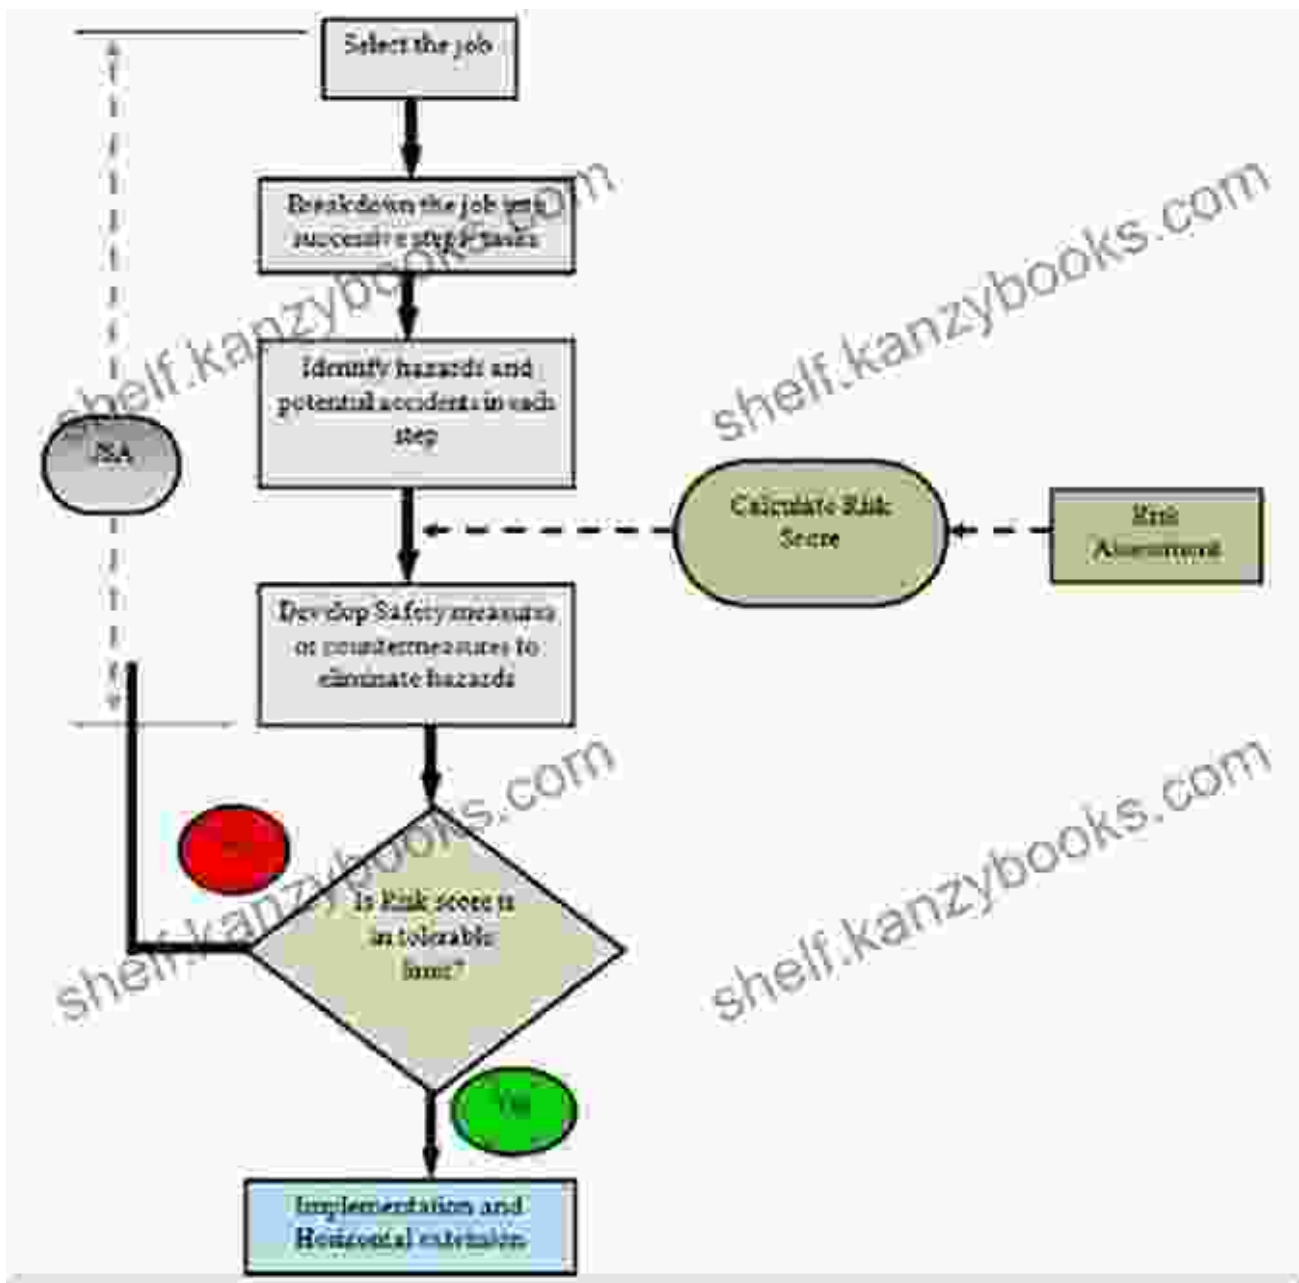 Select the job
Breakdown the job into
successive steps/tasks
Identify hazards and
potential accidents in each
step
JSA
Calculate Risk
Score
Risk
Assessment
Develop Safety measures
or countermeasures to
eliminate hazards
Is Risk score is
in tolerable
limit?
Yes
Implementation and
Horizontal extension
shelf.kanzybooks.com
shelf.kanzybooks.com
shelf.kanzybooks.com
shelf.kanzybooks.com